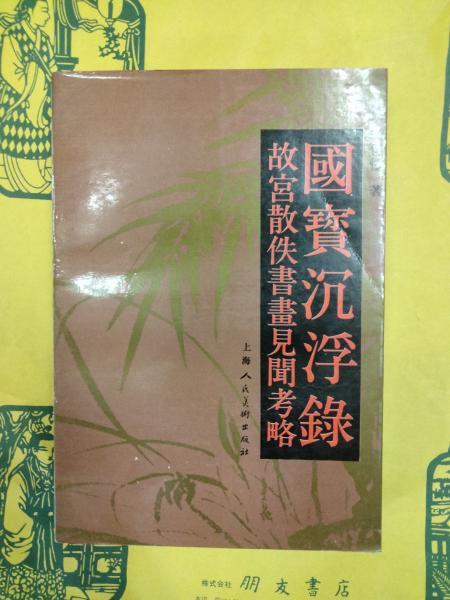 著
國寶沉浮錄
故宮散佚書畫見聞考略
上海人民美術出版社
株式会社 朋友書店